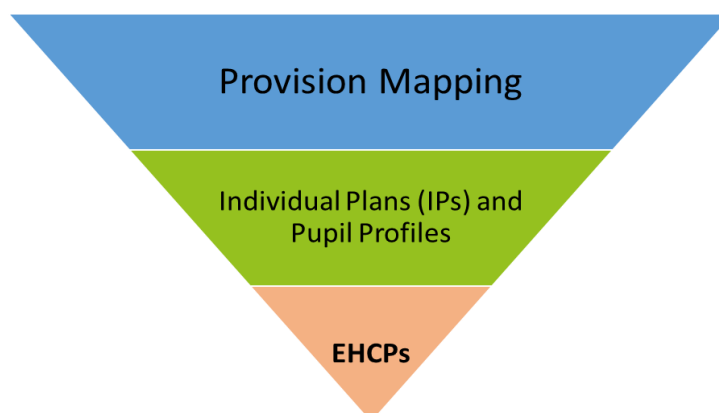 Provision Mapping
Individual Plans (IPs) and
Pupil Profiles
EHCPs